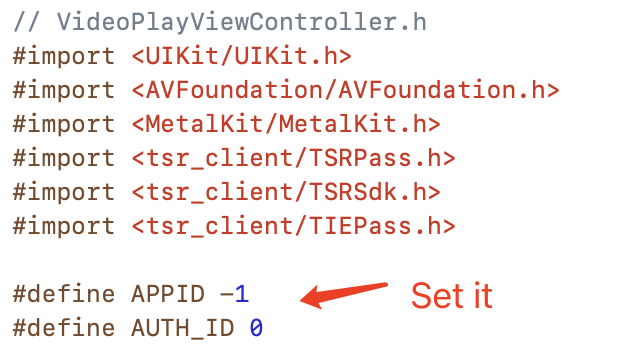 // VideoPlayViewController.h
#import <UIKit/UIKit.h>
#import <AVFoundation/AVFoundation.h>
#import <MetalKit/MetalKit.h>
#import <tsr_client/TSRPass.h>
#import <tsr_client/TSRSdk.h>
#import <tsr_client/TIEPass.h>
#define APPID -1
Set it
#define AUTH_ID 0